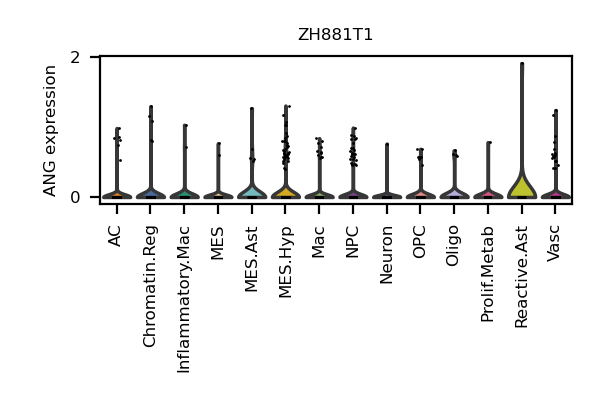 ZH881T1
ANG expression
2
0
AC
Chromatin.Reg
Inflammatory.Mac
MES
MES.Ast
MES.Hyp
Mac
NPC
Neuron
OPC
Oligo
Prolif.Metab
Reactive.Ast
Vasc